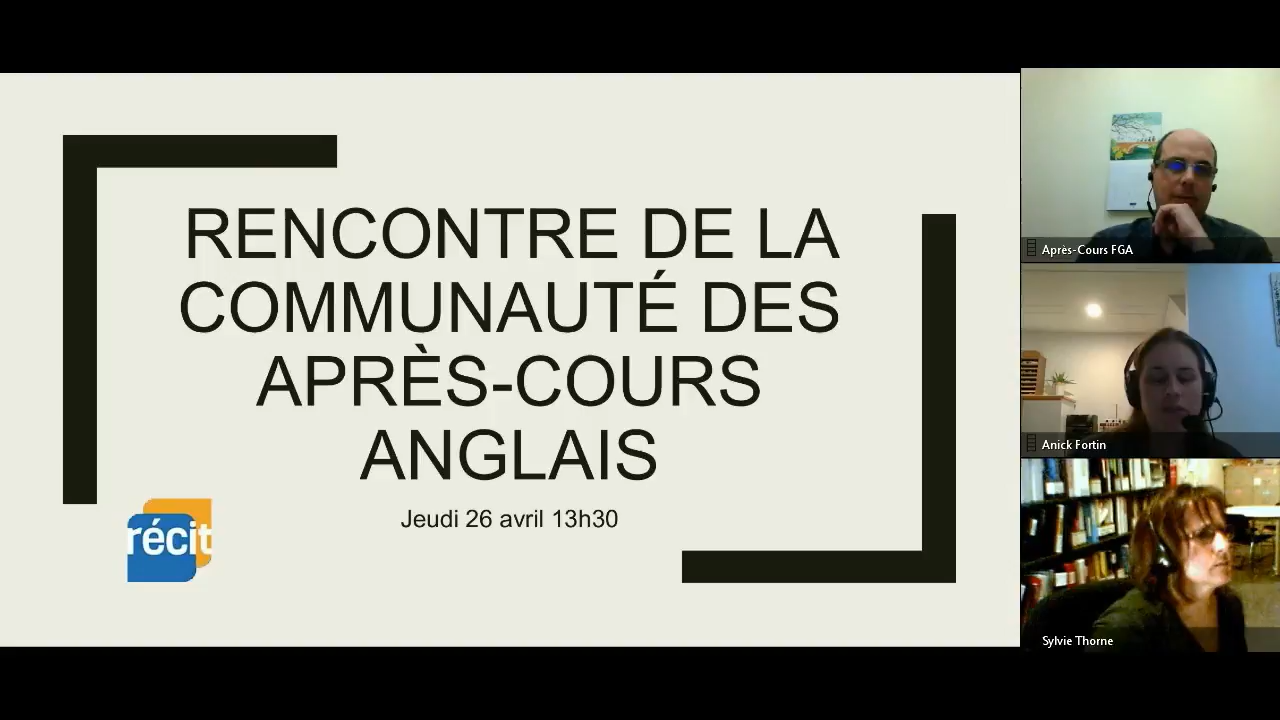 RENCONTRE DE LA
COMMUNAUTÉ DES
APRÈS-COURS
ANGLAIS
Jeudi 26 avril 13h30
récit
Après-Cours FGA
Anick Fortin
Sylvie Thorne